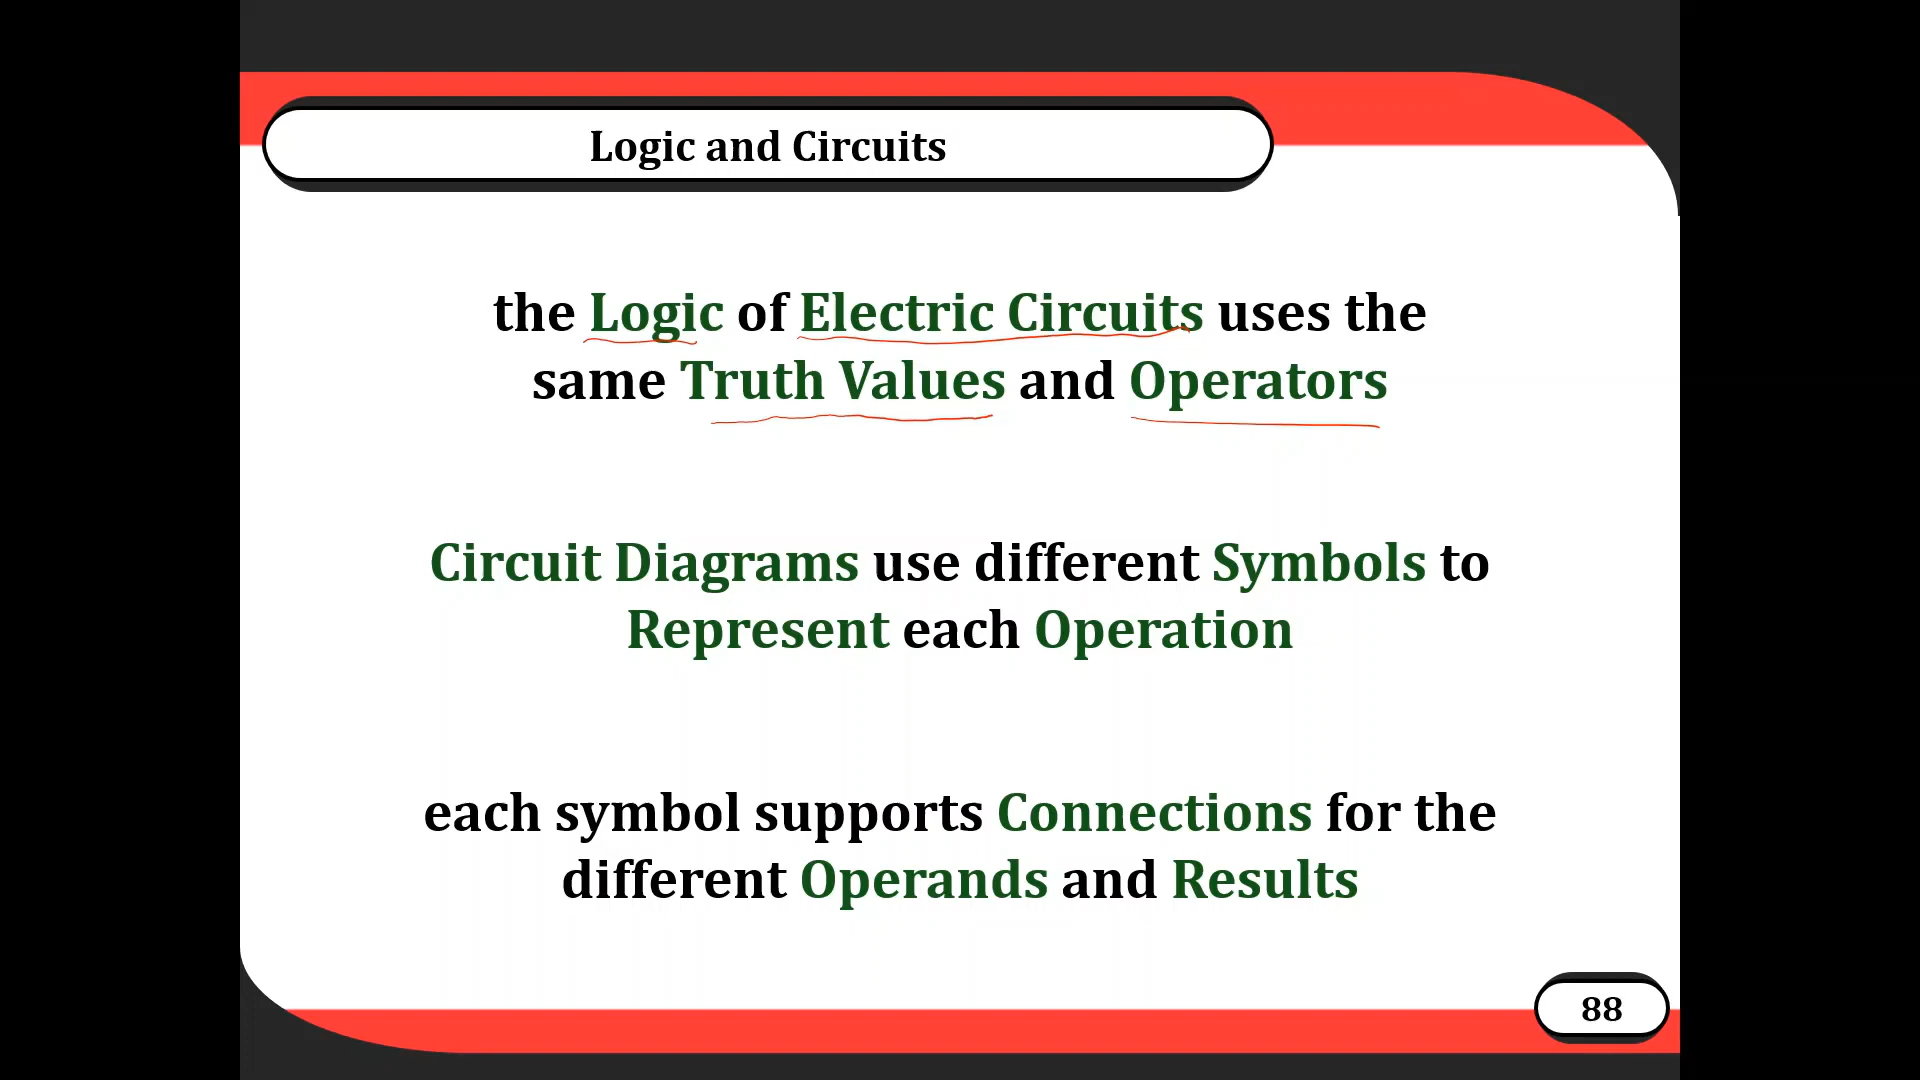 Logic and Circuits
the Logic of Electric Circuits uses the
same Truth Values and Operators
Circuit Diagrams use different Symbols to
Represent each Operation
each symbol supports Connections for the
different Operands and Results
88